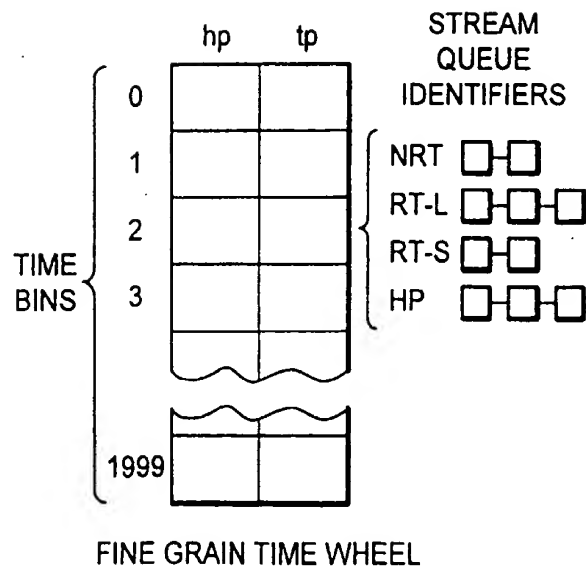 hp tp
STREAM
QUEUE
IDENTIFIERS
0
1
2
3
1999
TIME
BINS
NRT
RT-L
RT-S
HP
FINE GRAIN TIME WHEEL